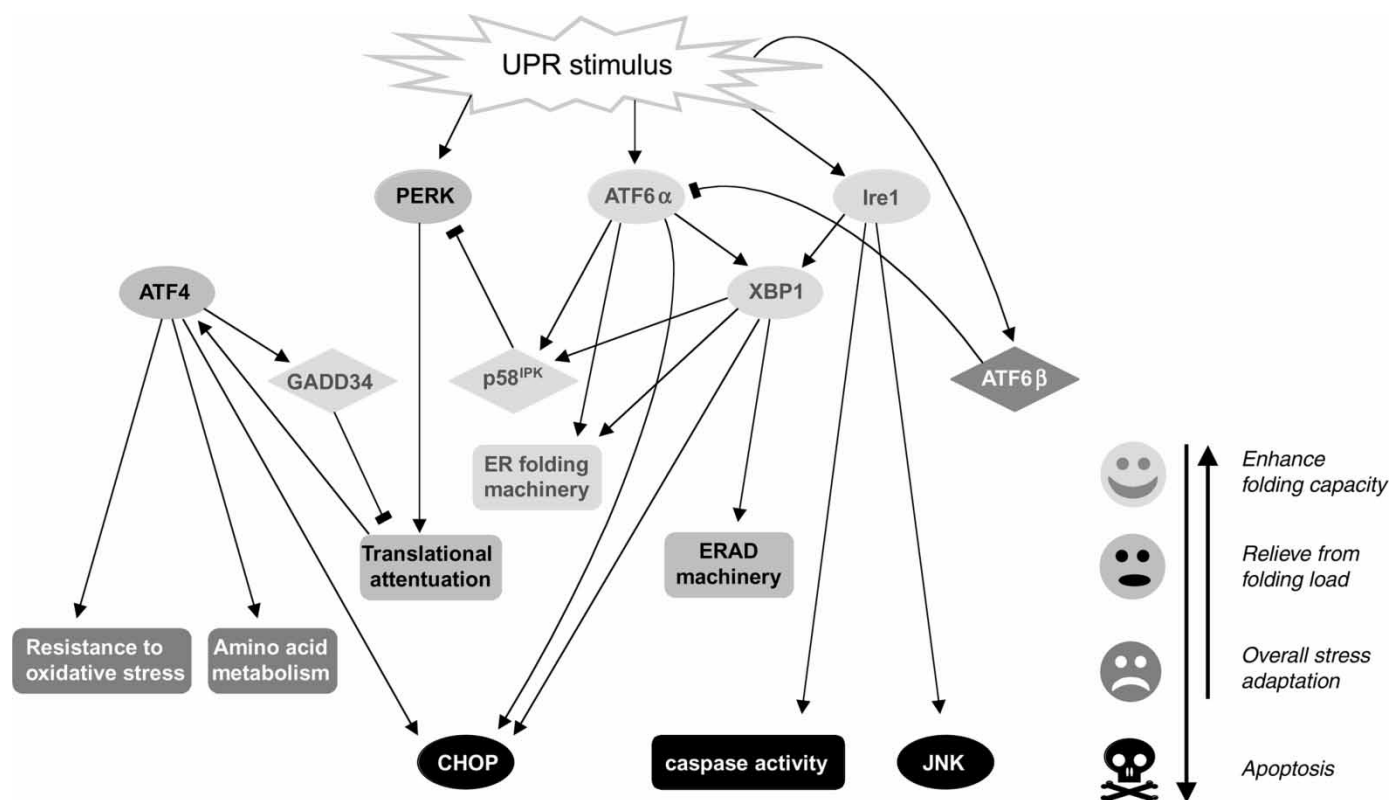 UPR stimulus
PERK
ATF6α
Ire1
ATF4
XBP1
GADD34
p58IPK
ATF6β
ER folding
machinery
Translational
attentuation
ERAD
machinery
Resistance to
oxidative stress
Amino acid
metabolism
CHOP
caspase activity
JNK
Enhance
folding capacity
Relieve from
folding load
Overall stress
adaptation
Apoptosis